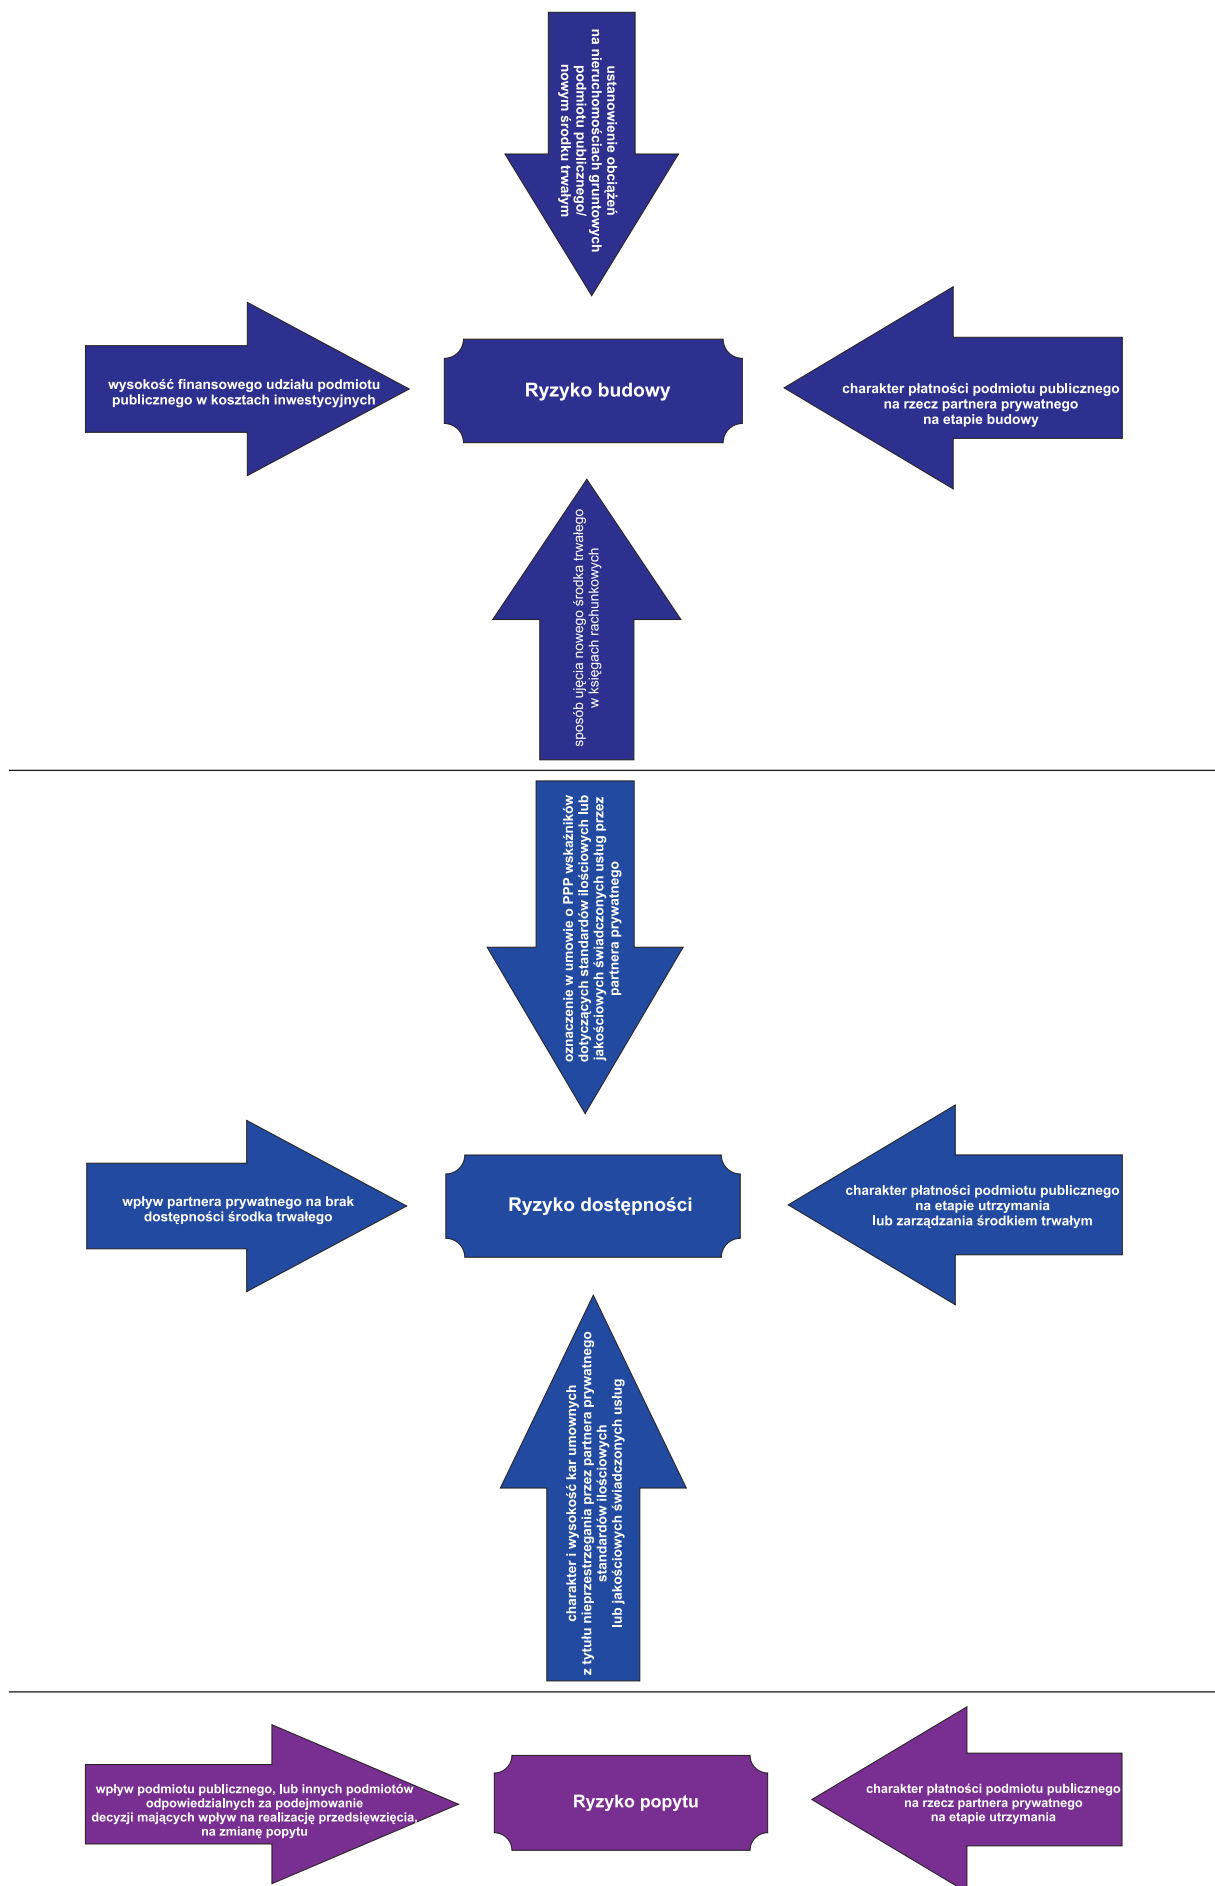 ustanowienie obciążeń
na nieruchomościach gruntowych
podmiotu publicznego/
nowym środku trwałym
wysokość finansowego udziału podmiotu
publicznego w kosztach inwestycyjnych
Ryzyko budowy
charakter płatności podmiotu publicznego
na rzecz partnera prywatnego
na etapie budowy
sposób ujęcia nowego środka trwałego
w księgach rachunkowych
oznaczenie w umowie o PPP wskaźników
dotyczących standardów ilościowych lub
jakościowych świadczonych usług przez
partnera prywatnego
wpływ partnera prywatnego na brak
dostępności środka trwałego
Ryzyko dostępności
charakter płatności podmiotu publicznego
na etapie utrzymania
lub zarządzania środkiem trwałym
charakter i wysokość kar umownych
z tytułu nieprzestrzegania przez partnera prywatnego
standardów ilościowych
lub jakościowych świadczonych usług
wpływ podmiotu publicznego, lub innych podmiotów
odpowiedzialnych za podejmowanie
decyzji mających wpływ na realizację przedsięwzięcia,
na zmianę popytu
Ryzyko popytu
charakter płatności podmiotu publicznego
na rzecz partnera prywatnego
na etapie utrzymania